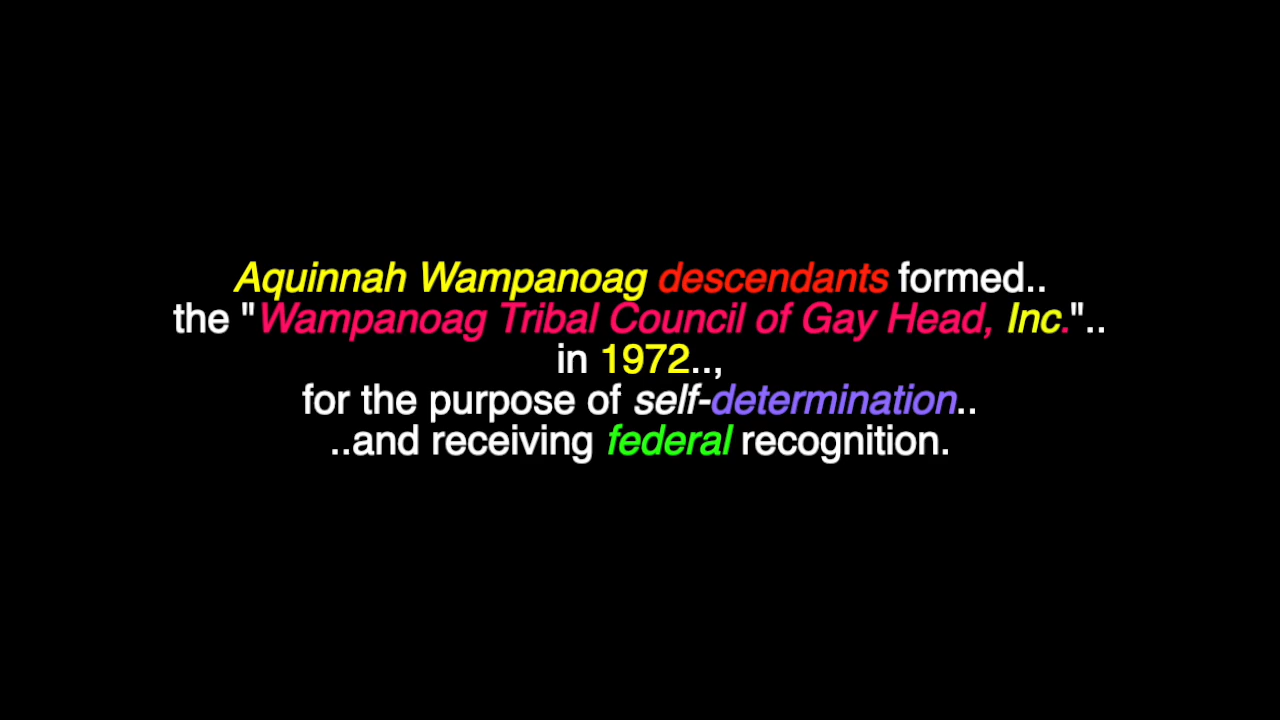 Aquinnah Wampanoag descendants formed..
the "Wampanoag Tribal Council of Gay Head, Inc."..
in 1972..,
for the purpose of self-determination..
..and receiving federal recognition.